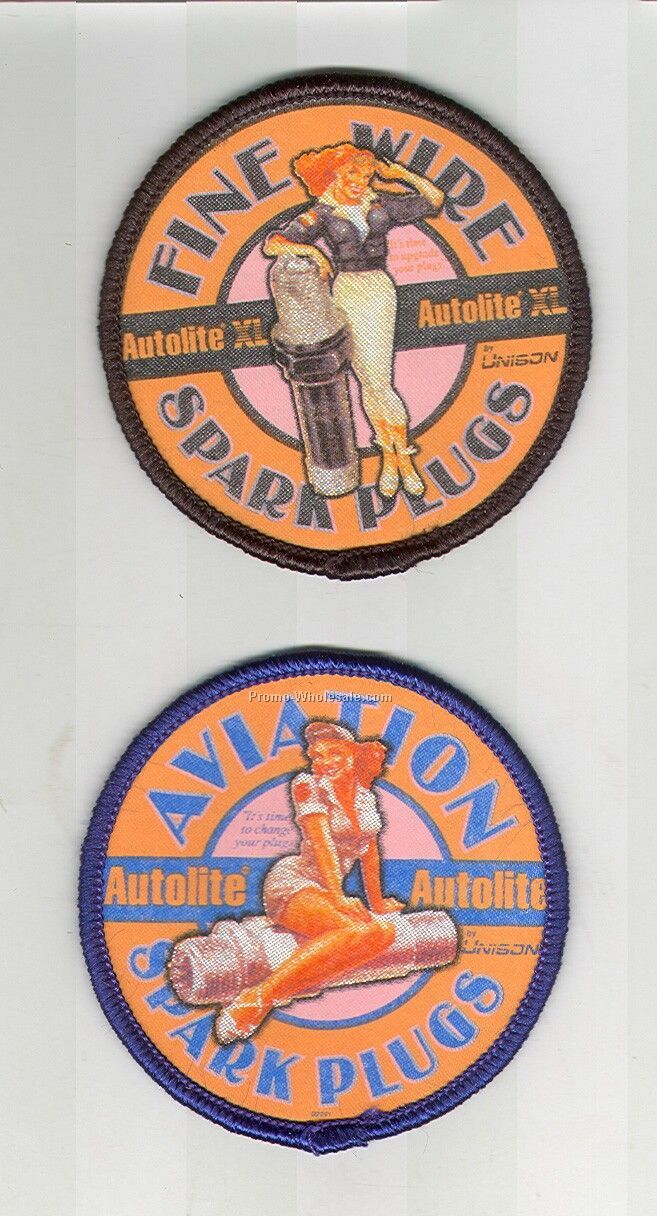 FINE WIRE
It's time
to upgrade
your plugs
Autolite XL
Autolite® XL
by
UNISON
SPARK PLUGS
Promo-Wholesale.com
AVIATION
"It's time
to change
your plugs
Autolite®
Autolite
by
UNISON
SPARK PLUGS